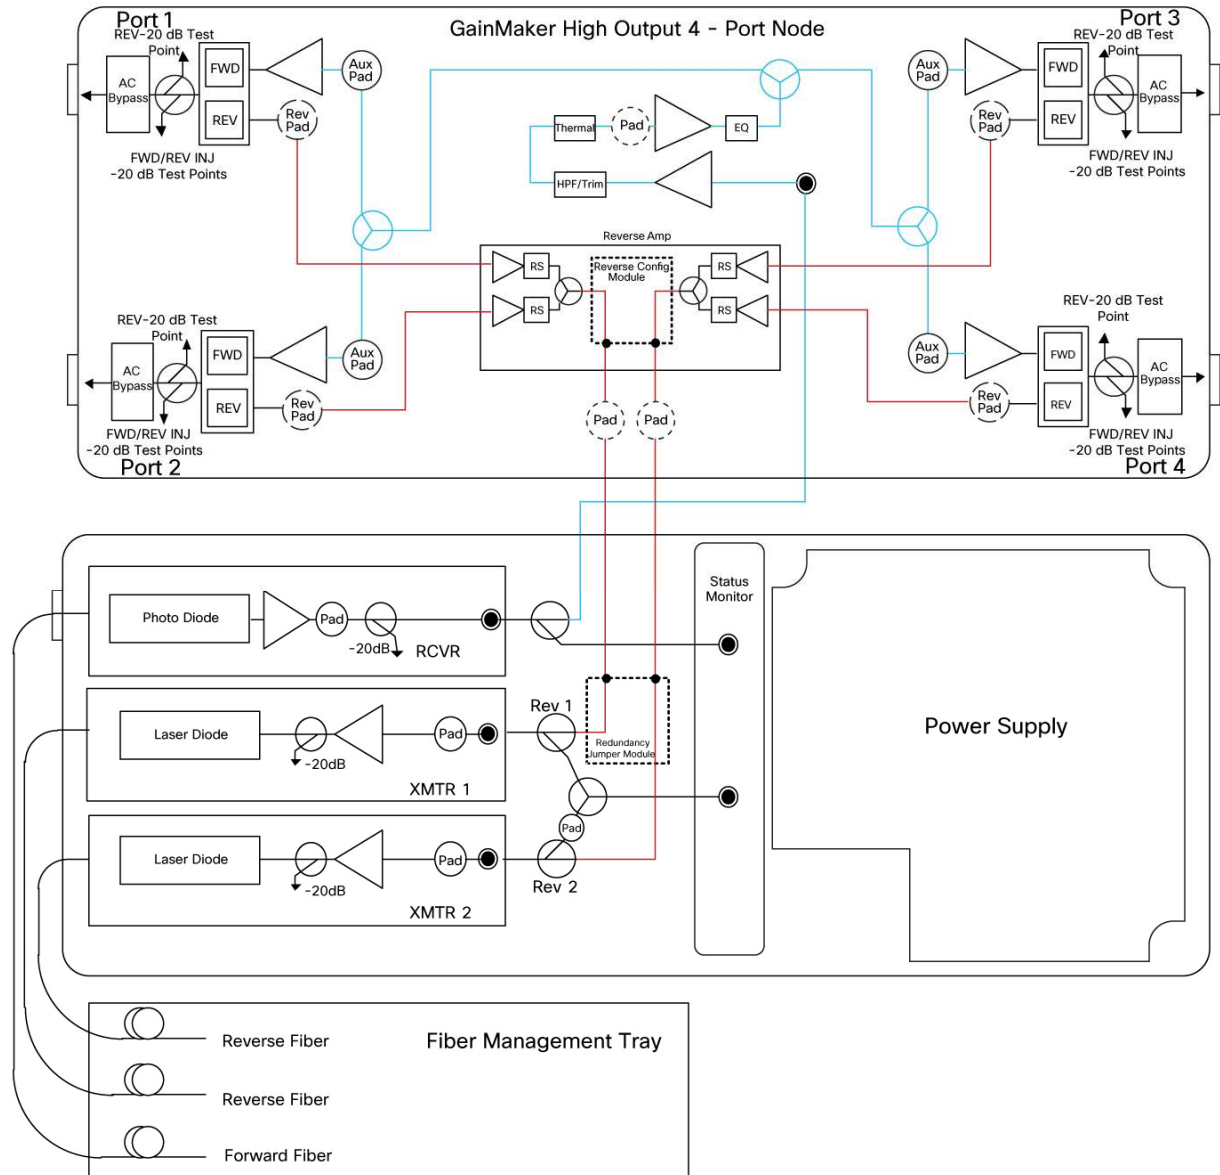 GainMaker High Output 4 - Port Node
Port 1
REV-20 dB Test
Point
AC
Bypass
FWD
REV
Aux
Pad
Rev
Pad
FWD/REV INJ
-20 dB Test Points
Port 3
REV-20 dB Test
Point
Aux
Pad
FWD
REV
AC
Bypass
Rev
Pad
FWD/REV INJ
-20 dB Test Points
Thermal
Pad
EQ
HPF/Trim
Reverse Amp
RS
RS
Reverse Config
Module
RS
RS
REV-20 dB Test
Point
AC
Bypass
FWD
REV
Aux
Pad
Rev
Pad
FWD/REV INJ
-20 dB Test Points
Port 2
REV-20 dB Test
Point
Aux
Pad
FWD
REV
AC
Bypass
Rev
Pad
FWD/REV INJ
-20 dB Test Points
Port 4
Pad
Pad
Photo Diode
Pad
-20dB
RCVR
Status
Monitor
Power Supply
Laser Diode
-20dB
Pad
XMTR 1
Rev 1
Redundancy
Jumper Module
Pad
Laser Diode
-20dB
Pad
XMTR 2
Rev 2
Fiber Management Tray
Reverse Fiber
Reverse Fiber
Forward Fiber